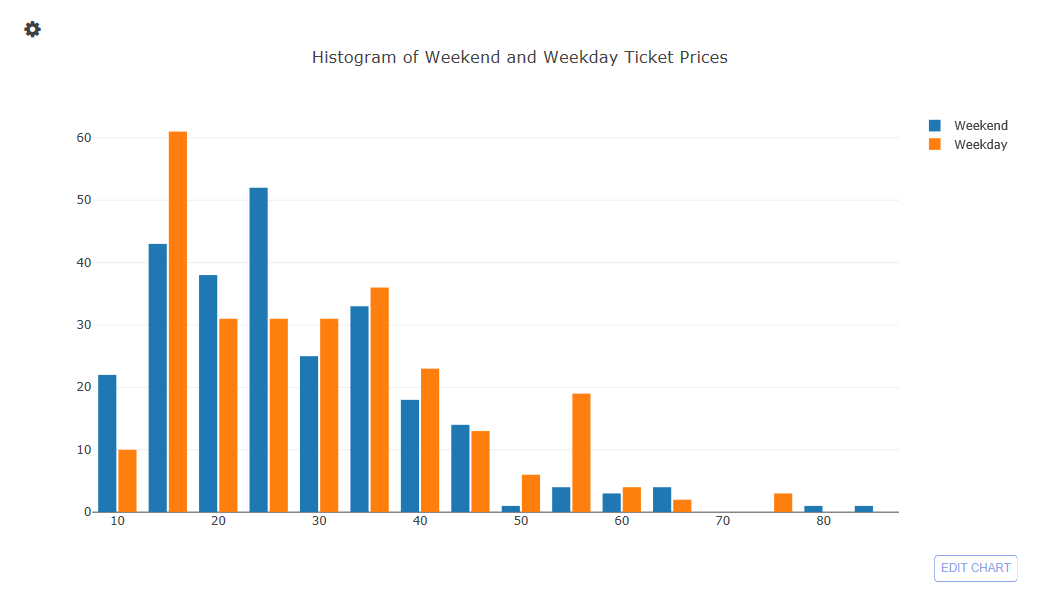 Histogram of Weekend and Weekday Ticket Prices
Weekend
Weekday
60
50
40
30
20
10
0
10 20 30 40 50 60 70 80
EDIT CHART